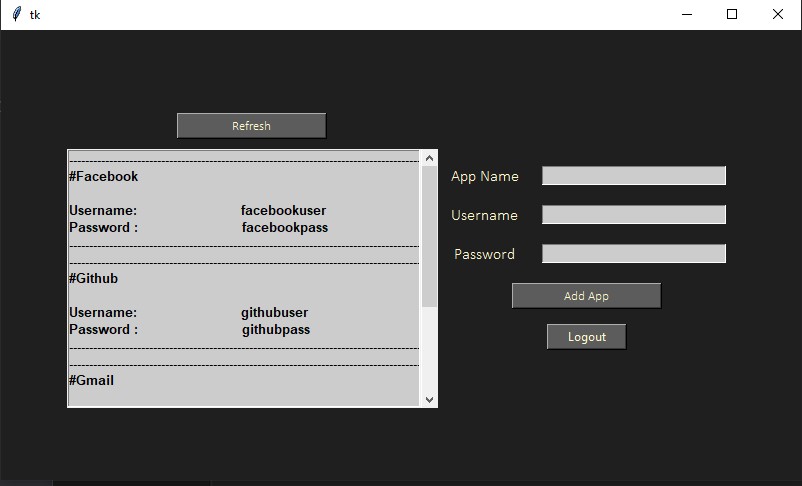 tk
Refresh
--------------------------------------------------------------------------------
#Facebook
Username: facebookuser
Password : facebookpass
--------------------------------------------------------------------------------
--------------------------------------------------------------------------------
#Github
Username: githubuser
Password : githubpass
--------------------------------------------------------------------------------
--------------------------------------------------------------------------------
#Gmail
App Name
Username
Password
Add App
Logout